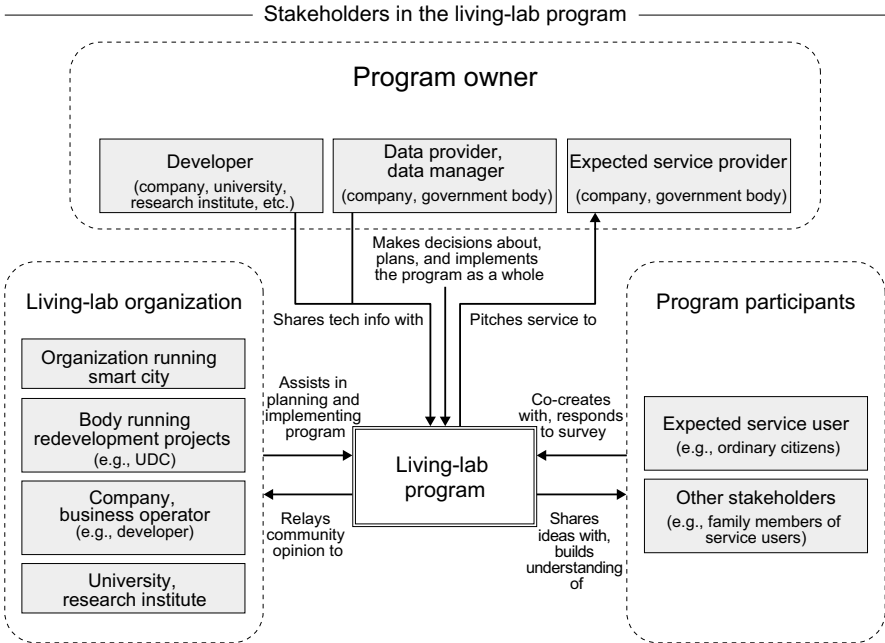 Stakeholders in the living-lab program
Program owner
Developer
(company, university,
research institute, etc.)
Data provider,
data manager
(company, government body)
Expected service provider
(company, government body)
Makes decisions about,
plans, and implements
the program as a whole
Shares tech info with
Pitches service to
Living-lab organization
Organization running
smart city
Body running
redevelopment projects
(e.g., UDC)
Company,
business operator
(e.g., developer)
University,
research institute
Assists in
planning and
implementing
program
Relays
community
opinion to
Living-lab
program
Co-creates
with, responds
to survey
Shares
ideas with,
builds
understanding
of
Program participants
Expected service user
(e.g., ordinary citizens)
Other stakeholders
(e.g., family members of
service users)